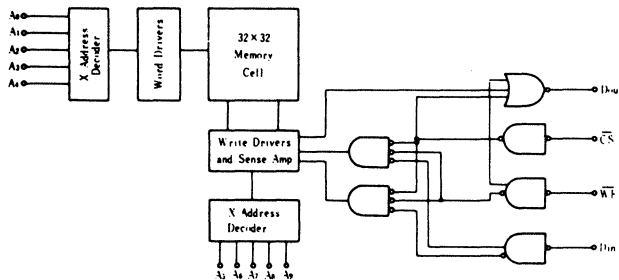 A0
A1
A2
A3
A4
X Address
Decoder
Word Drivers
32×32
Memory
Cell
Write Drivers
and Sense Amp
X Address
Decoder
A5 A6 A7 A8 A9
Dou
CS
WE
Din